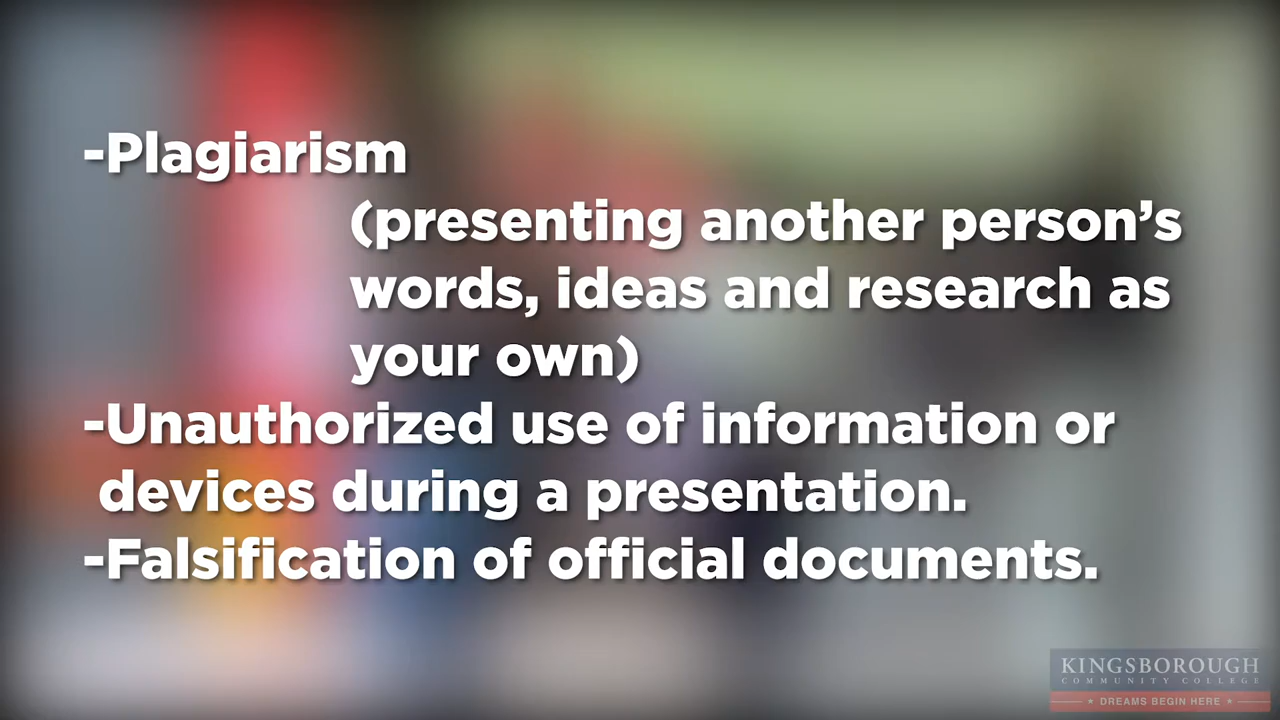 -Plagiarism
(presenting another person’s
words, ideas and research as
your own)
-Unauthorized use of information or
devices during a presentation.
-Falsification of official documents.
KINGSBOROUGH
COMMUNITY COLLEGE
★ DREAMS BEGIN HERE ★